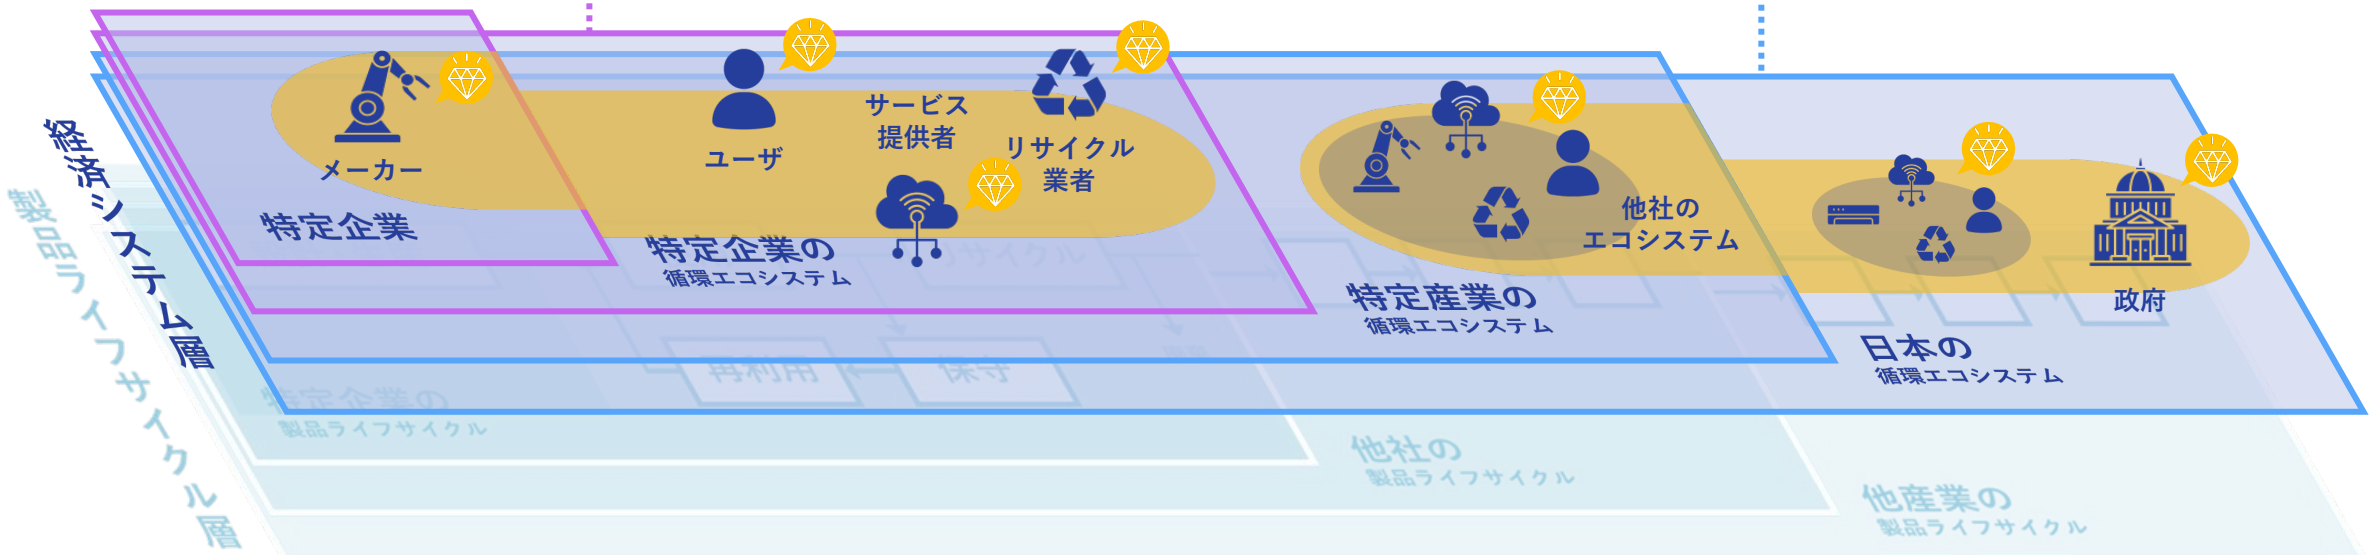 経済システム層
製品ライフサイクル層
メーカー
特定企業
ユーザ
サービス
提供者
リサイクル
業者
特定企業の
循環エコシステム
他社の
エコシステム
特定産業の
循環エコシステム
政府
日本の
循環エコシステム
リサイクル
再利用
保守
特定企業の
製品ライフサイクル
他社の
製品ライフサイクル
他産業の
製品ライフサイクル